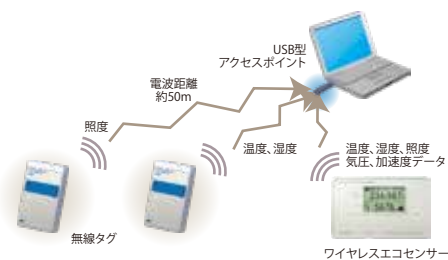 USB型
アクセスポイント
電波距離
約50m
照度
温度、湿度
温度、湿度、照度
気圧、加速度データ
無線タグ
ワイヤレスエコセンサー